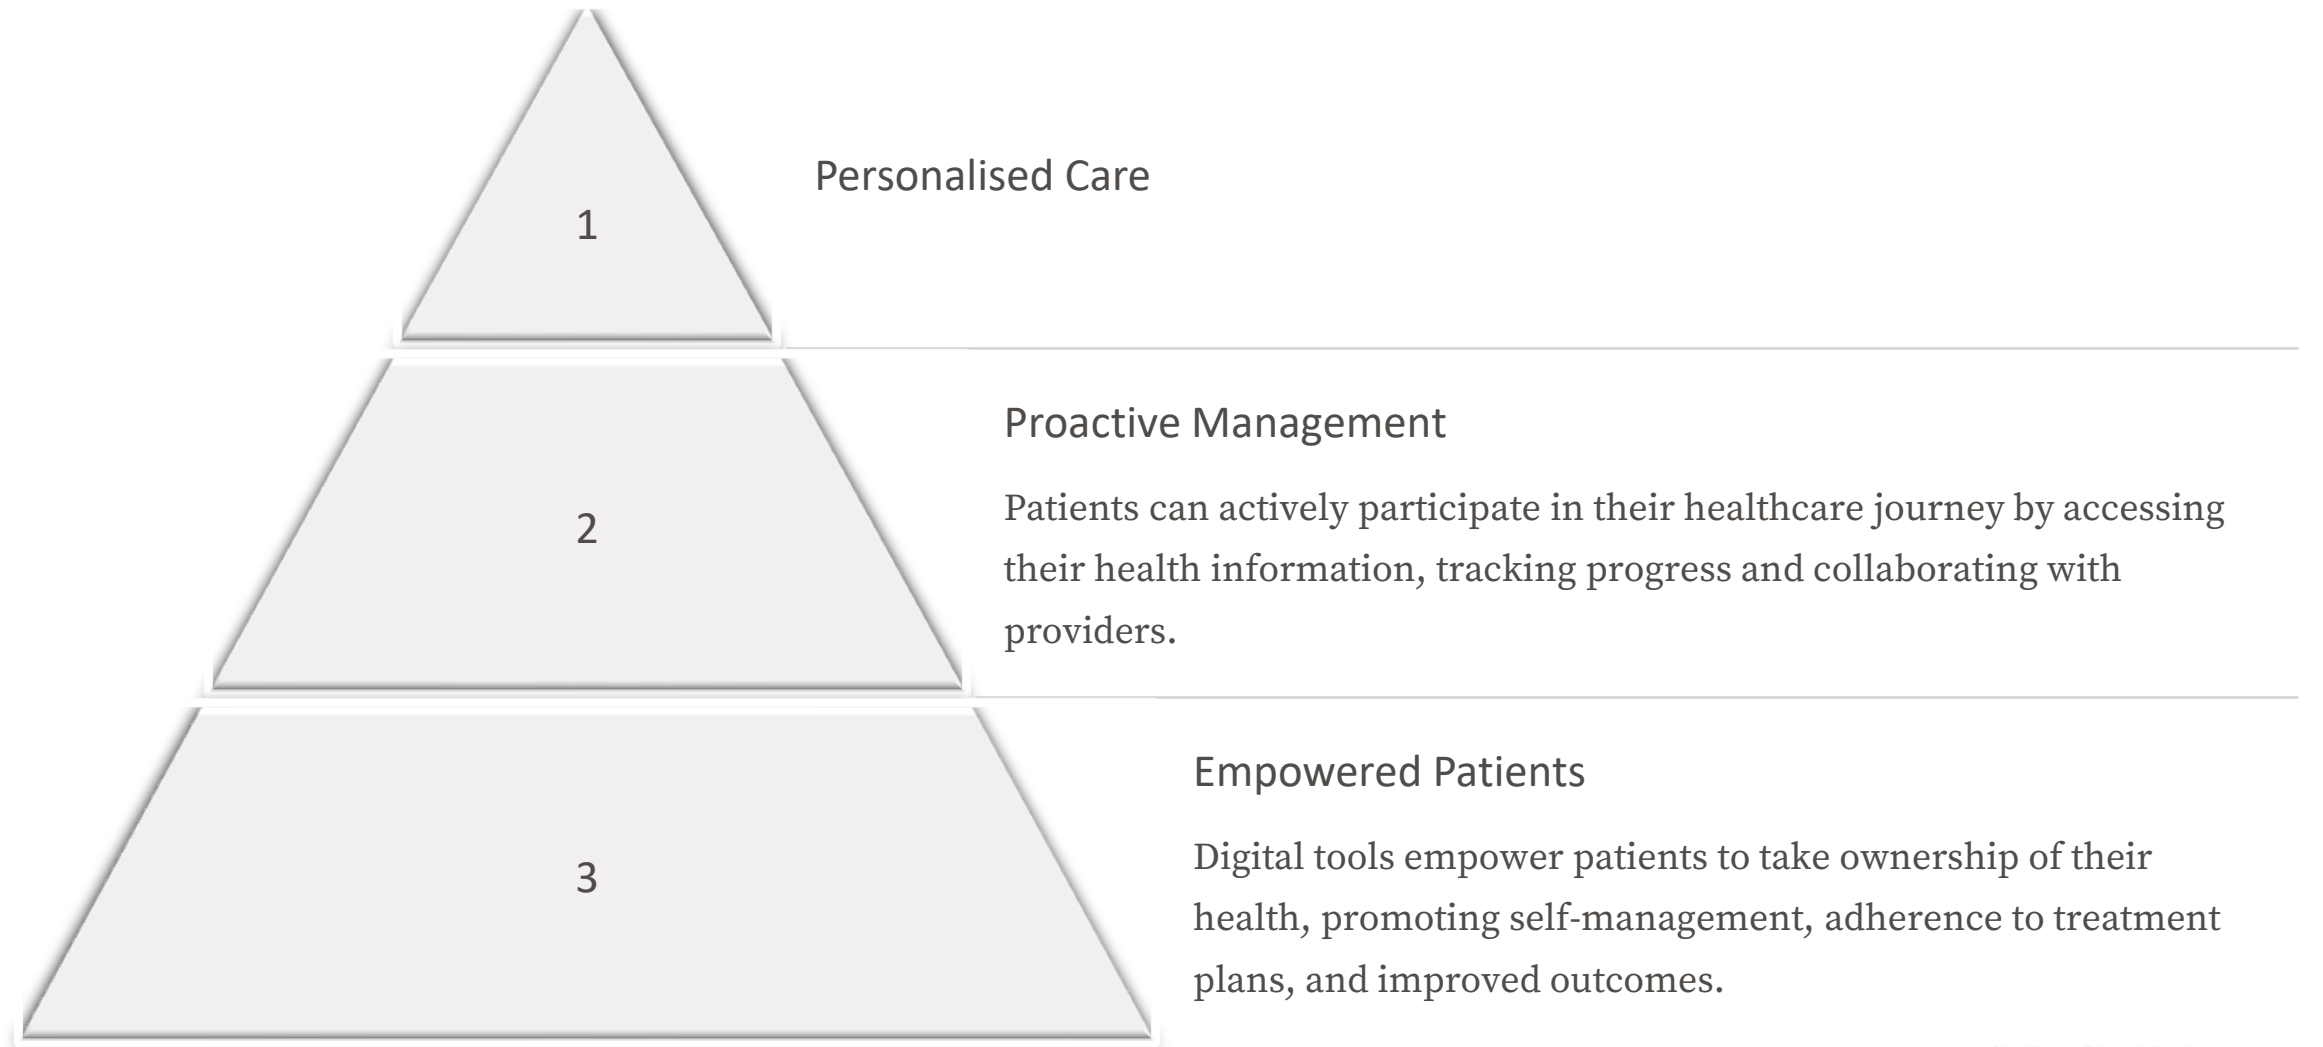 1
Personalised Care
2
Proactive Management
Patients can actively participate in their healthcare journey by accessing
their health information, tracking progress and collaborating with
providers.
3
Empowered Patients
Digital tools empower patients to take ownership of their
health, promoting self-management, adherence to treatment
plans, and improved outcomes.